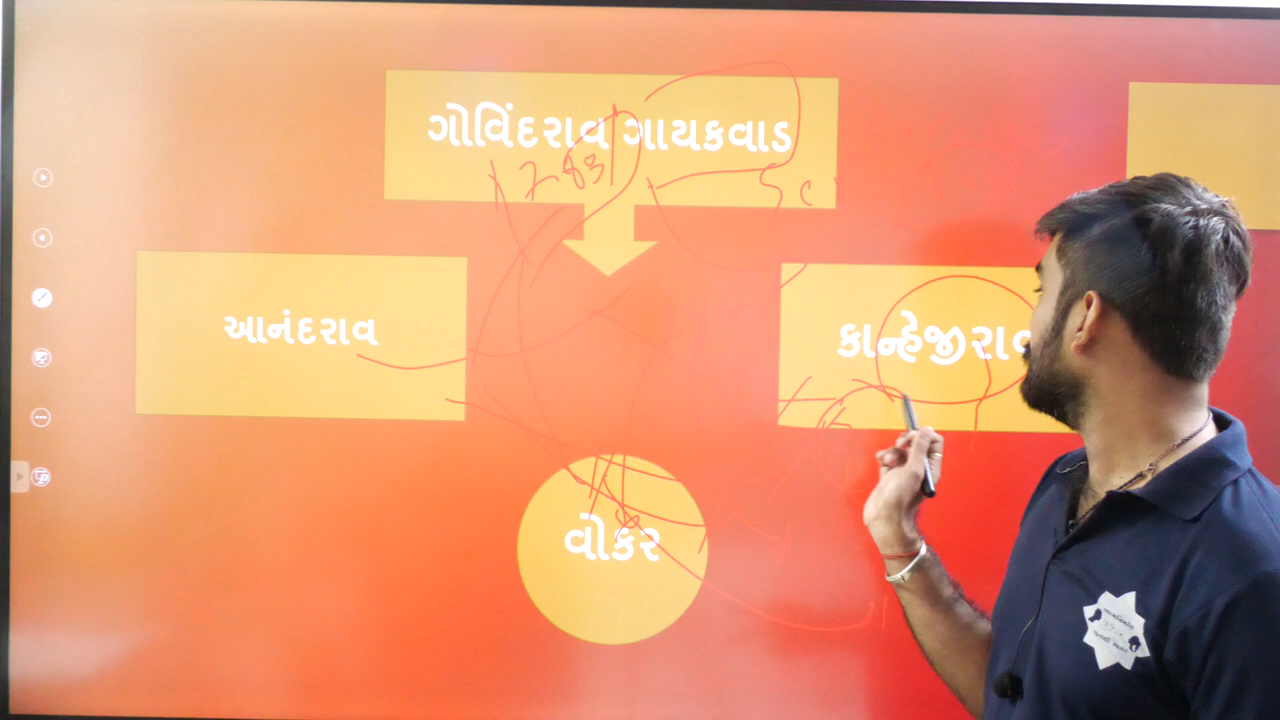 ગોવિંદરાવ ગાયકવાડ
આનંદરાવ
કાન્હેજીરાવ
વોકર